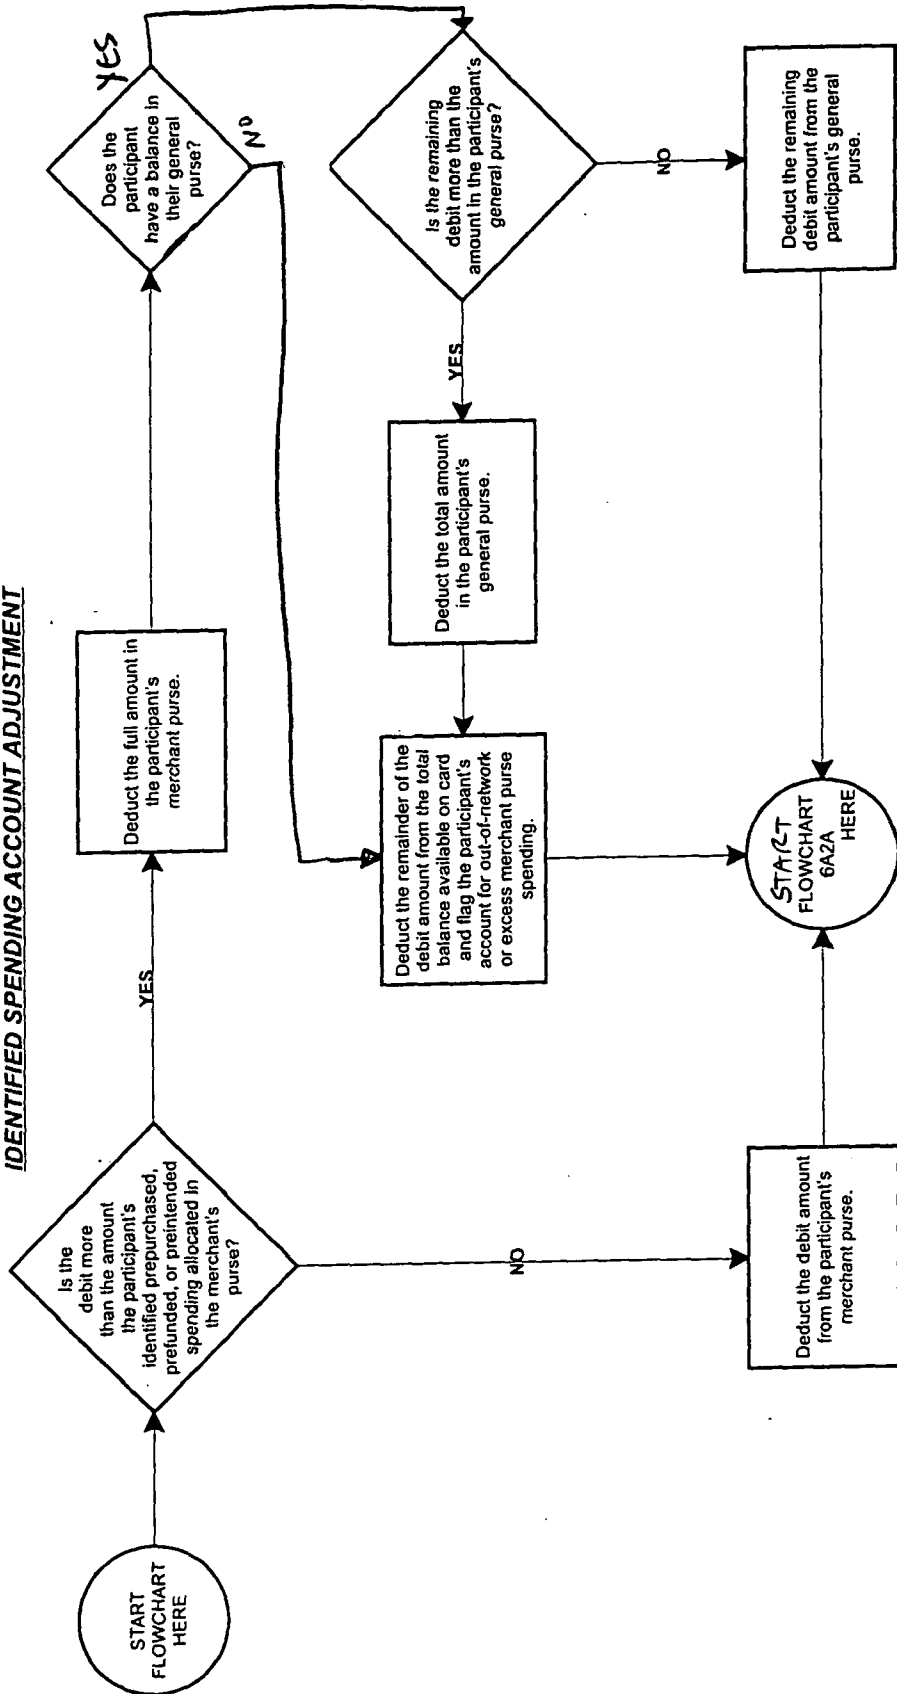 IDENTIFIED SPENDING ACCOUNT ADJUSTMENT
START
FLOWCHART
HERE
Is the
debit more
than the amount
the participant's
identified prepurchased,
prefunded, or preintended
spending allocated in
the merchant's
purse?
YES
NO
Deduct the full amount in
the participant's
merchant purse.
Does the
participant
have a balance in
their general
purse?
YES
NO
Is the remaining
debit more than the
amount in the participant's
general purse?
YES
NO
Deduct the total amount
in the participant's
general purse.
Deduct the remainder of the
debit amount from the total
balance available on card
and flag the participant's
account for out-of-network
or excess merchant purse
spending.
Deduct the remaining
debit amount from the
participant's general
purse.
Deduct the debit amount
from the participant's
merchant purse.
START
FLOWCHART
6A2A
HERE